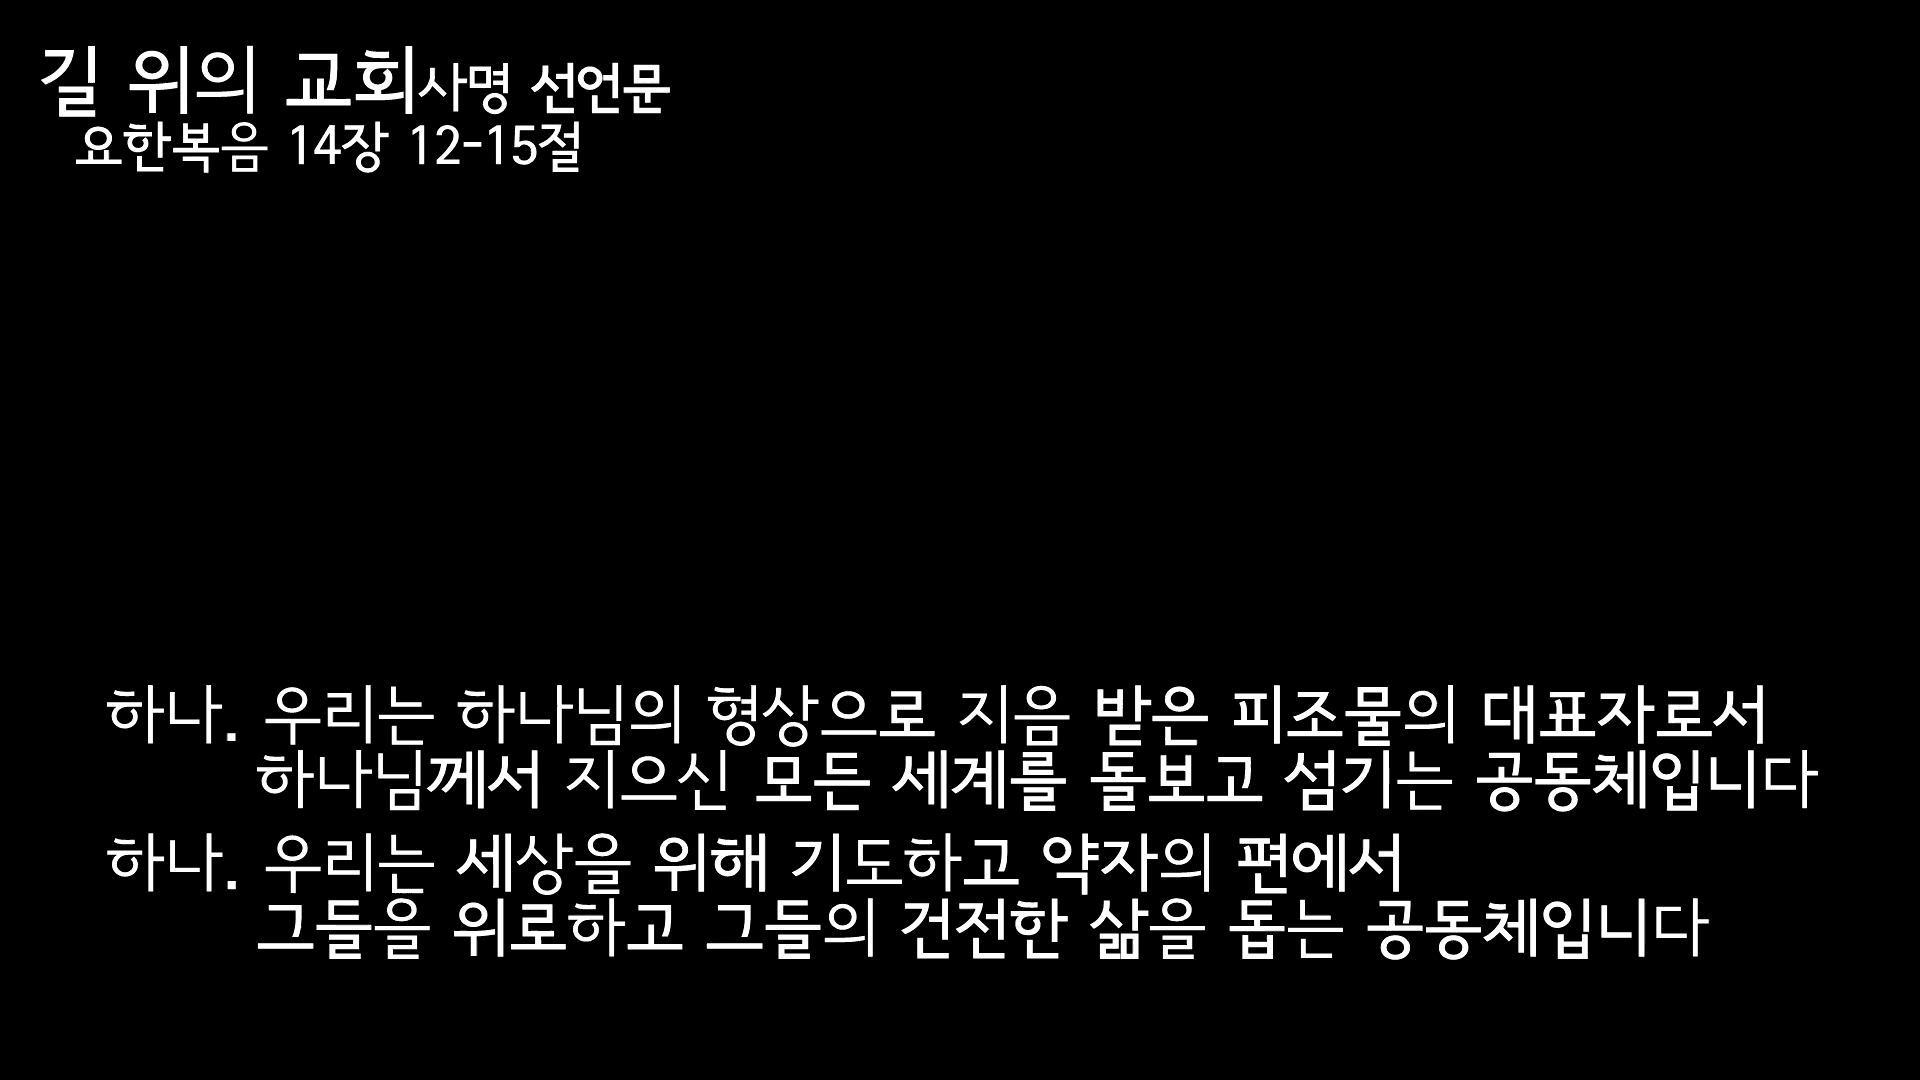 길 위의 교회사명 선언문
요한복음 14장 12-15절
하나. 우리는 하나님의 형상으로 지음 받은 피조물의 대표자로서
하나님께서 지으신 모든 세계를 돌보고 섬기는 공동체입니다
하나. 우리는 세상을 위해 기도하고 약자의 편에서
그들을 위로하고 그들의 건전한 삶을 돕는 공동체입니다